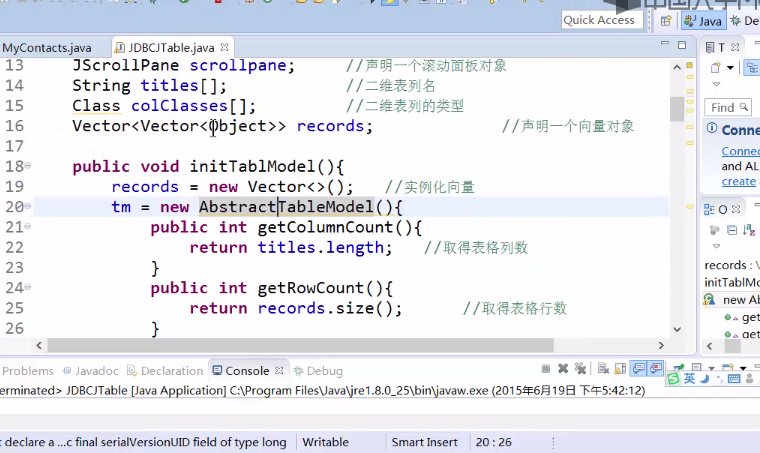 中国大学M
Quick Access
Java
De
MyContacts.java
JDBCJTable.java
T
13 JScrollPane scrollpane; //声明一个滚动面板对象
14 String titles[]; //二维表列名
15 Class colClasses[]; //二维表列的类型
16 Vector<Vector<Object>> records; //声明一个向量对象
17
18 public void initTablModel(){
19 records = new Vector<>(); //实例化向量
20 tm = new AbstractTableModel(){
21 public int getColumnCount(){
22 return titles.length; //取得表格列数
23 }
24 public int getRowCount(){
25 return records.size(); //取得表格行数
26 }
Find
Conne
Connec
and AL
create
O
records : V
initTablMod
new Ab
get
get
Problems
@ Javadoc
Declaration
Console
Debug
erminated> JDBCJTable [Java Application] C:\Program Files\Java\jre1.8.0_25\bin\javaw.exe (2015年6月19日 下午5:42:12)
英
t declare a ...c final serialVersionUID field of type long
Writable
Smart Insert
20 : 26